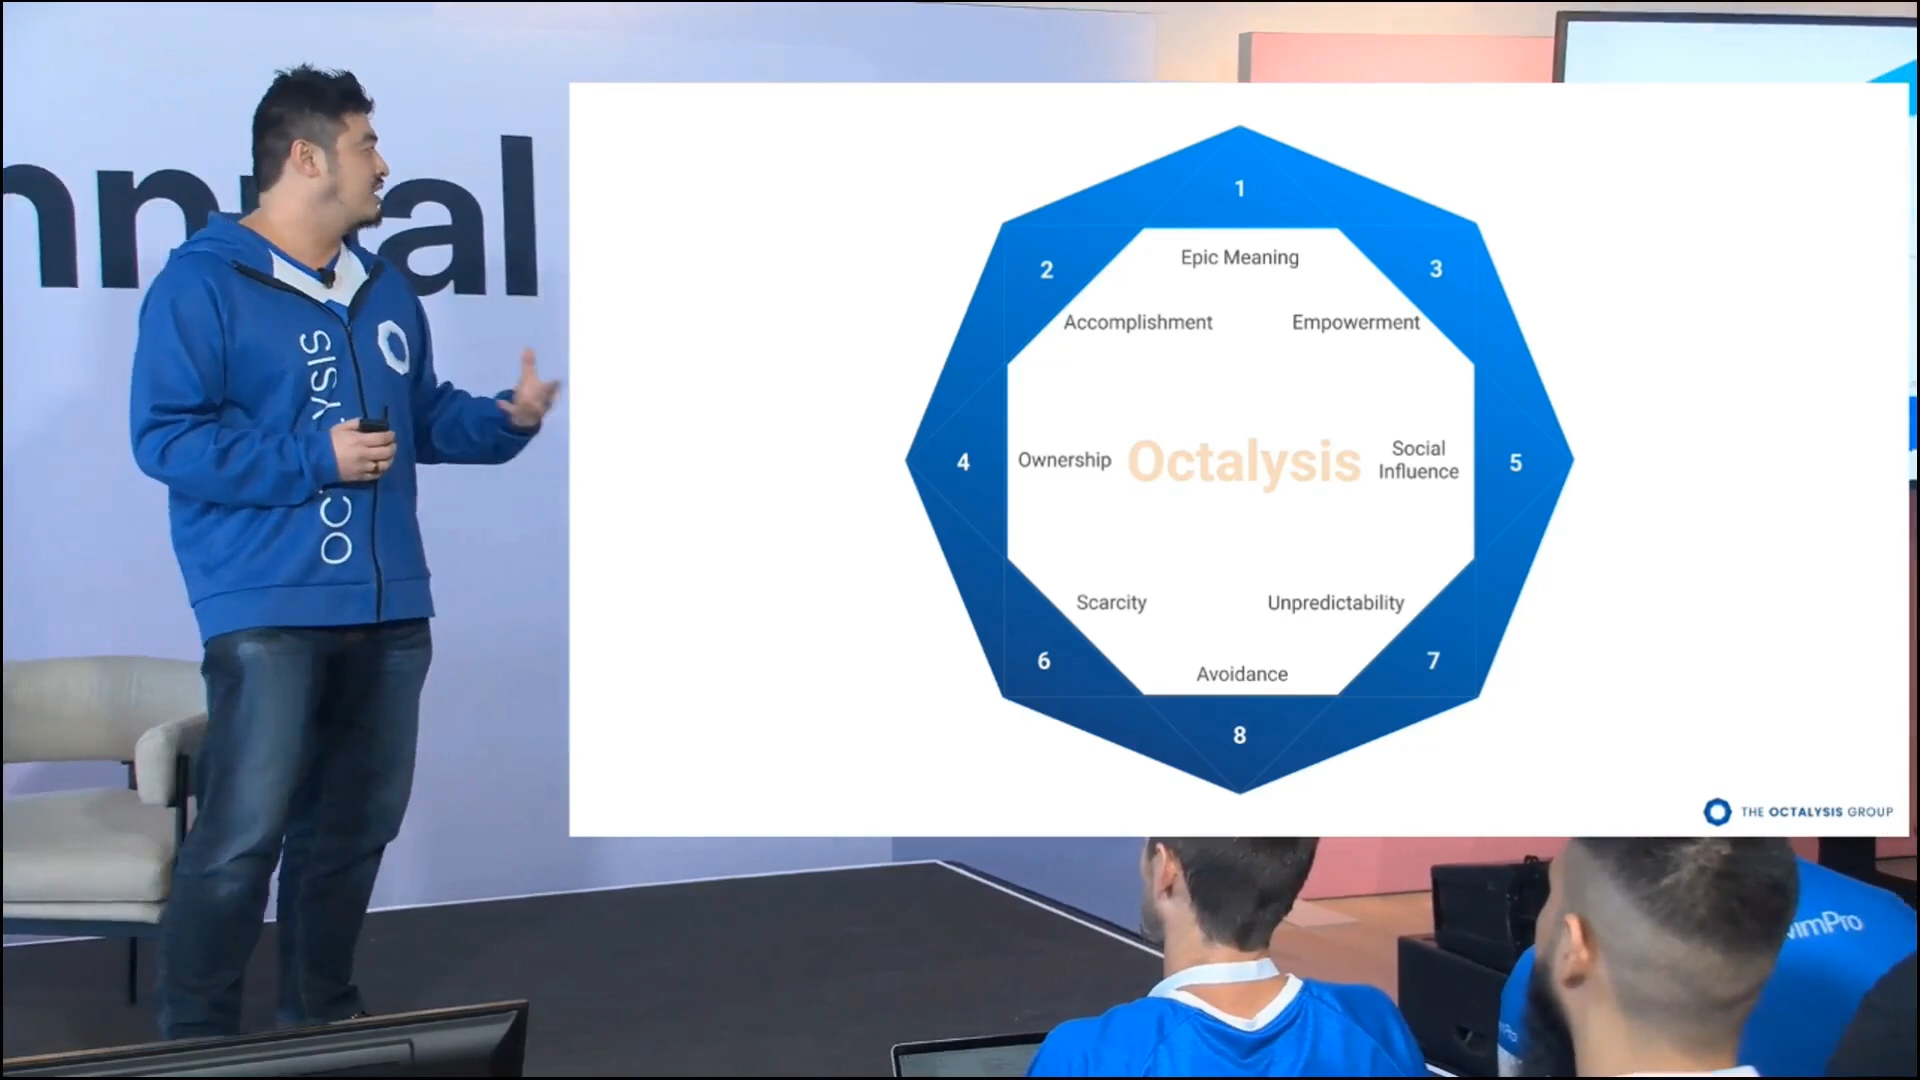 1
Epic Meaning
2
3
Accomplishment
Empowerment
4
Ownership
Octalysis
Social
Influence
5
Scarcity
Unpredictability
6
7
Avoidance
8
THE OCTALYSIS GROUP